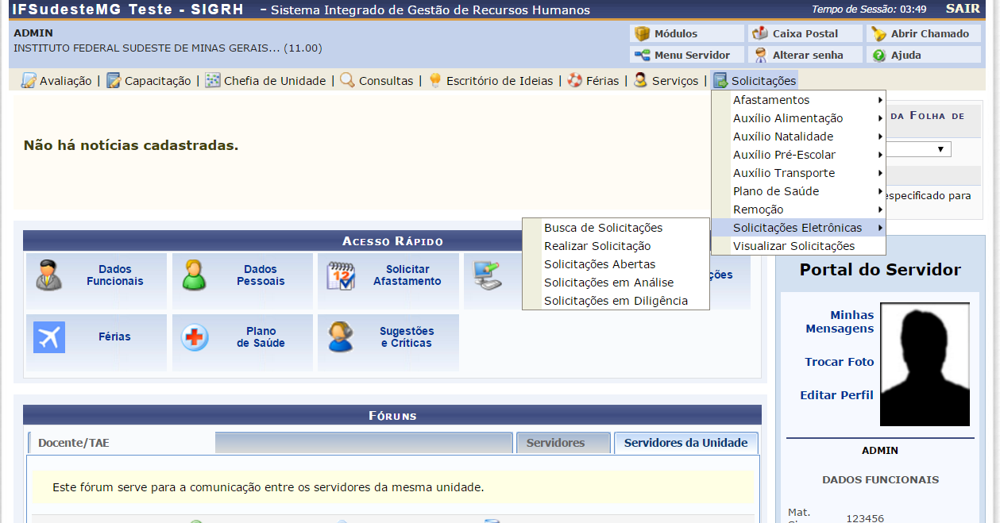 IFSudesteMG Teste - SIGRH - Sistema Integrado de Gestão de Recursos Humanos
Tempo de Sessão: 03:49 SAIR
ADMIN
INSTITUTO FEDERAL SUDESTE DE MINAS GERAIS... (11.00)
Módulos Caixa Postal Abrir Chamado
Menu Servidor Alterar senha Ajuda
Avaliação | Capacitação | Chefia de Unidade | Consultas | Escritório de Ideias | Férias | Serviços | Solicitações
Afastamentos
Auxílio Alimentação
Auxílio Natalidade
Auxílio Pré-Escolar
Auxílio Transporte
Plano de Saúde
Remoção
Solicitações Eletrônicas
Visualizar Solicitações
Busca de Solicitações
Realizar Solicitação
Solicitações Abertas
Solicitações em Análise
Solicitações em Diligência
Não há notícias cadastradas.
da Folha de
especificado para
Acesso Rápido
Dados
Funcionais
Dados
Pessoais
Solicitar
Afastamento
ções
Férias
Plano
de Saúde
Sugestões
e Críticas
Portal do Servidor
Minhas
Mensagens
Trocar Foto
Editar Perfil
ADMIN
DADOS FUNCIONAIS
Mat.
123456
Fóruns
Docente/TAE
Servidores
Servidores da Unidade
Este fórum serve para a comunicação entre os servidores da mesma unidade.